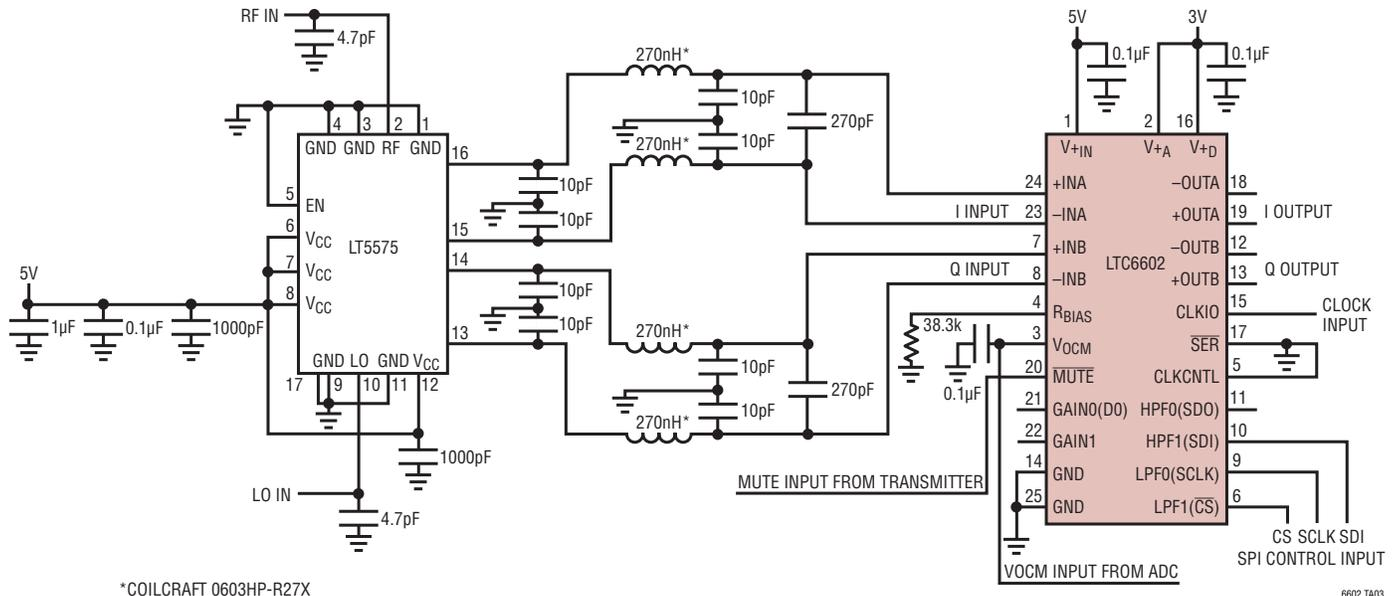 RF IN
4.7pF
4
3
2
1
GND
GND
RF
GND
5
EN
6
VCC
7
VCC
8
VCC
LT5575
16
15
14
13
GND
LO
GND
VCC
17
9
10
11
12
5V
1µF
0.1µF
1000pF
1000pF
LO IN
4.7pF
*COILCRAFT 0603HP-R27X
10pF
10pF
10pF
10pF
270nH*
10pF
10pF
270nH*
270pF
270nH*
10pF
10pF
270nH*
270pF
5V
0.1µF
3V
0.1µF
1
2
16
V+IN
V+A
V+D
24
+INA
I INPUT
23
–INA
7
+INB
Q INPUT
8
–INB
4
RBIAS
38.3k
3
VOCM
0.1µF
20
MUTE
21
GAIN0(D0)
22
GAIN1
14
GND
25
GND
LTC6602
–OUTA
18
+OUTA
19
I OUTPUT
–OUTB
12
+OUTB
13
Q OUTPUT
CLKIO
15
CLOCK
INPUT
SER
17
CLKCNTL
5
HPF0(SDO)
11
HPF1(SDI)
10
LPF0(SCLK)
9
LPF1(CS)
6
CS SCLK SDI
SPI CONTROL INPUT
MUTE INPUT FROM TRANSMITTER
VOCM INPUT FROM ADC
6602 TA03